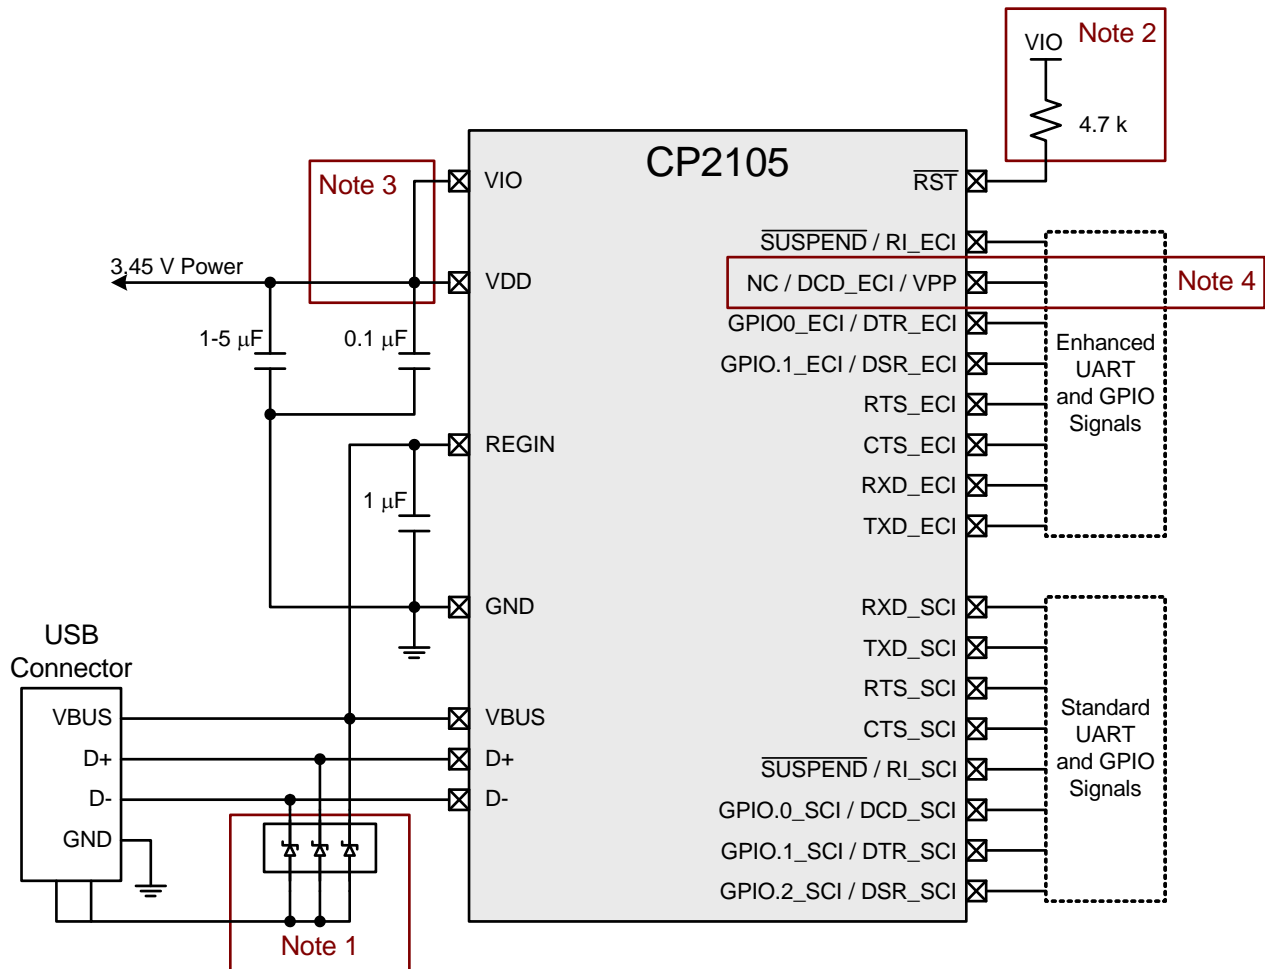 Note 2
VIO
4.7 k
CP2105
Note 3
VIO
RST
SUSPEND / RI_ECI
3.45 V Power
VDD
NC / DCD_ECI / VPP
Note 4
GPIO0_ECI / DTR_ECI
1-5 μF
0.1 μF
GPIO.1_ECI / DSR_ECI
Enhanced
UART
and GPIO
Signals
RTS_ECI
REGIN
CTS_ECI
1 μF
RXD_ECI
TXD_ECI
GND
RXD_SCI
USB
Connector
TXD_SCI
RTS_SCI
VBUS
VBUS
CTS_SCI
Standard
UART
and GPIO
Signals
D+
D+
SUSPEND / RI_SCI
D-
D-
GPIO.0_SCI / DCD_SCI
GND
GPIO.1_SCI / DTR_SCI
GPIO.2_SCI / DSR_SCI
Note 1